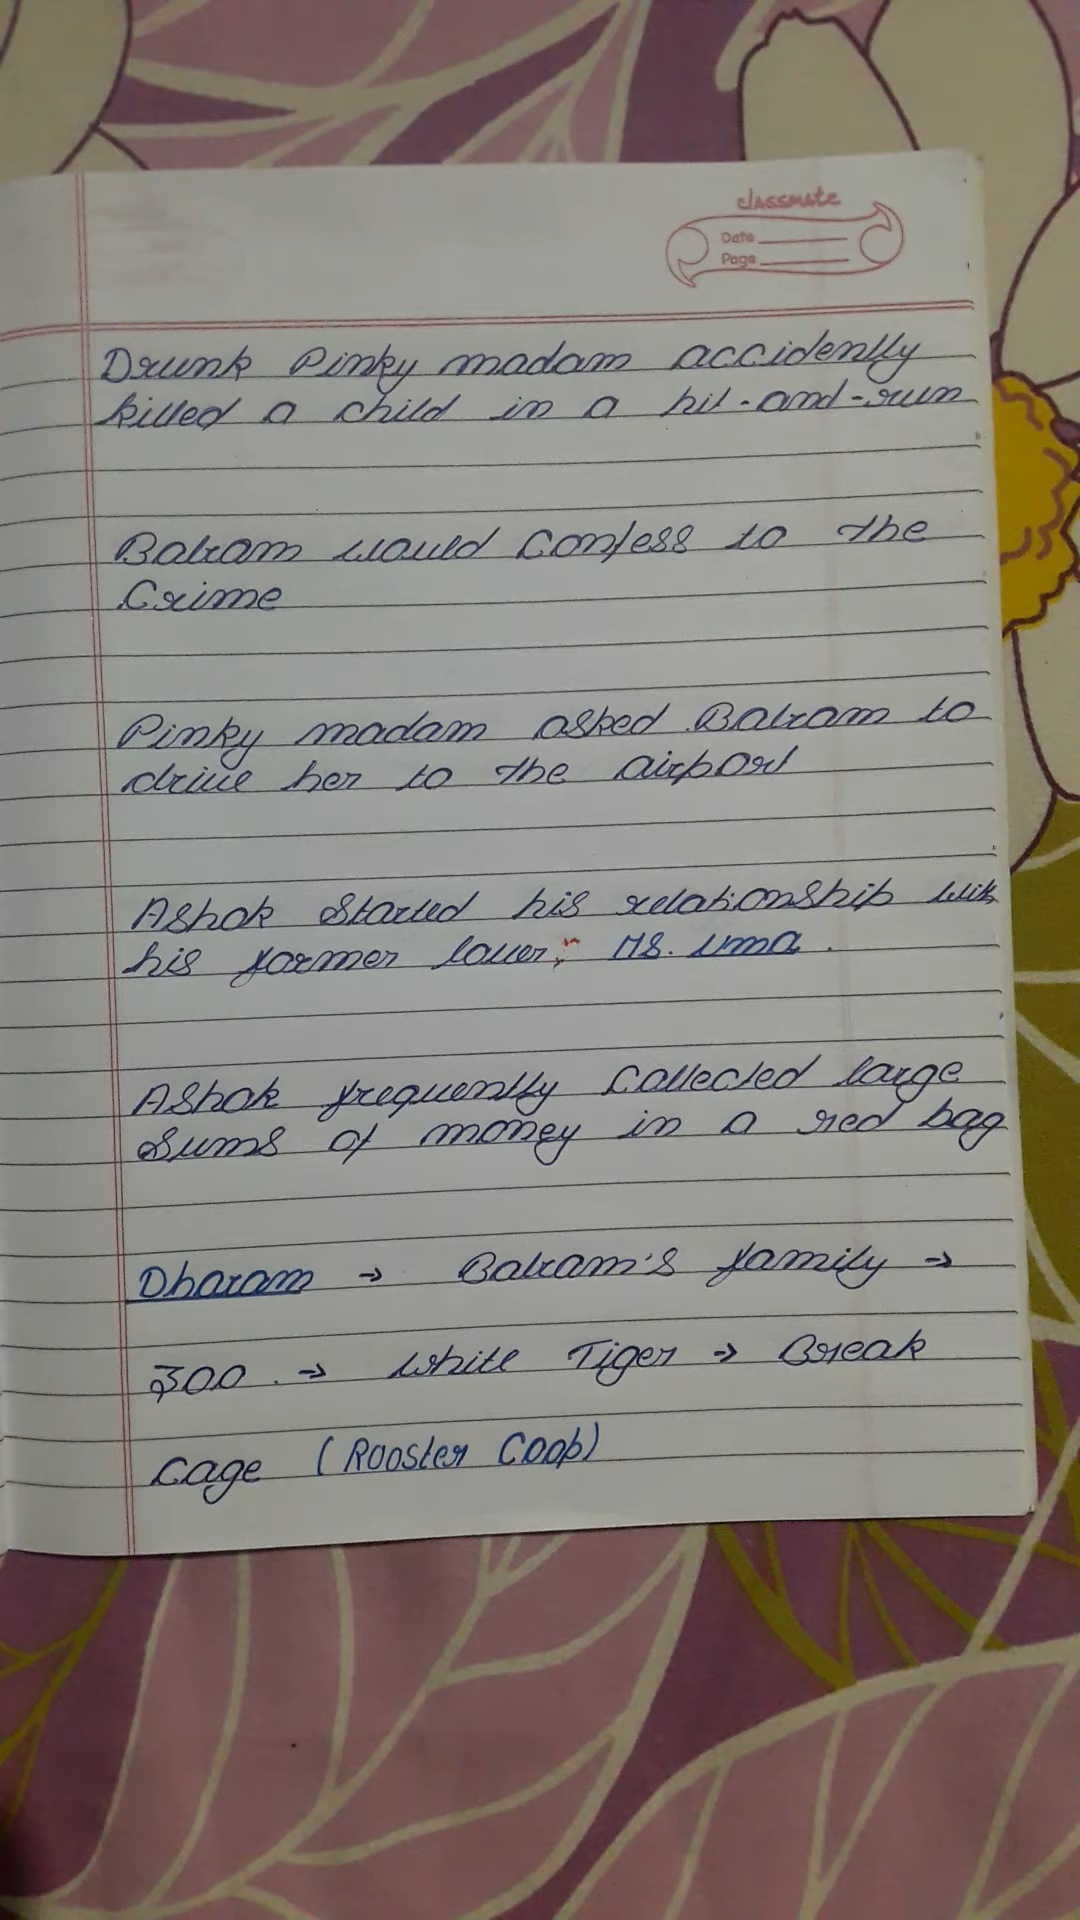 classmate
Date
Page
Drunk Pinky madam accidently
killed a child in a hit-and-run
Balram would confess to the
Crime
Pinky madam asked Balram to
drive her to the airport
Ashok started his relationship with
his former lover; Ms. Uma.
Ashok frequently collected large
sums of money in a red bag
Dharam → Balram's family →
300 → White Tiger → Break
Cage (Rooster Coop)